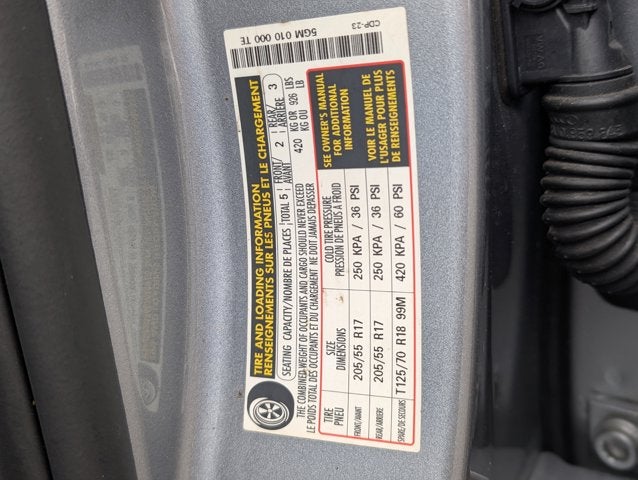 5GM 010 000 TE
CDP-23
TIRE AND LOADING INFORMATION
RENSEIGNEMENTS SUR LES PNEUS ET LE CHARGEMENT
SEATING CAPACITY/NOMBRE DE PLACES TOTAL 5 FRONT/ AVANT 2 REAR/ ARRIÈRE 3
THE COMBINED WEIGHT OF OCCUPANTS AND CARGO SHOULD NEVER EXCEED 420 KG OR 926 LBS
LE POIDS TOTAL DES OCCUPANTS ET DU CHARGEMENT NE DOIT JAMAIS DÉPASSER KG OU LB
TIRE PNEU SIZE DIMENSIONS COLD TIRE PRESSURE PRESSION DE PNEUS À FROID
FRONT/AVANT 205/55 R17 250 KPA / 36 PSI
REAR/ARRIÈRE 205/55 R17 250 KPA / 36 PSI
SPARE/DE SECOURS T125/70 R18 99M 420 KPA / 60 PSI
SEE OWNER'S MANUAL
FOR ADDITIONAL
INFORMATION
VOIR LE MANUEL DE
L'USAGER POUR PLUS
DE RENSEIGNEMENTS